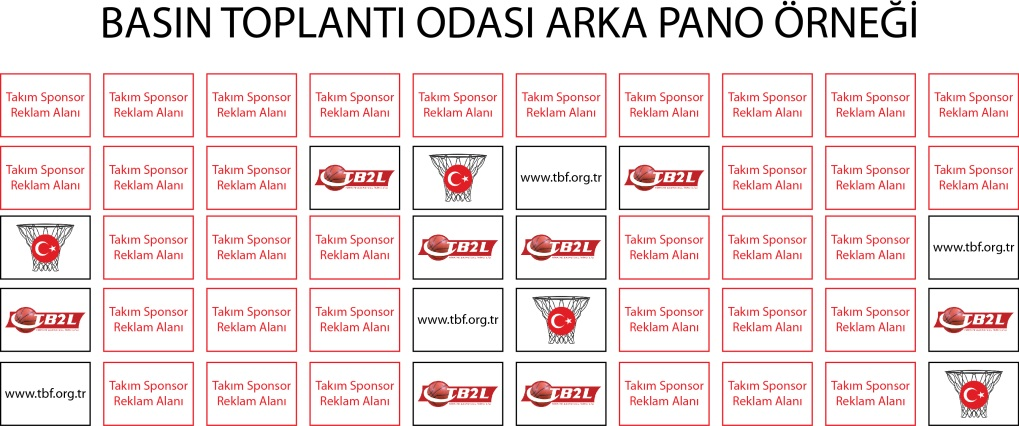 BASIN TOPLANTI ODASI ARKA PANO ÖRNEĞİ
Takım Sponsor Takım Sponsor Takım Sponsor Takım Sponsor Takım Sponsor Takım Sponsor Takım Sponsor Takım Sponsor Takım Sponsor Takım Sponsor
Reklam Alanı Reklam Alanı Reklam Alanı Reklam Alanı Reklam Alanı Reklam Alanı Reklam Alanı Reklam Alanı Reklam Alanı Reklam Alanı
Takım Sponsor Takım Sponsor Takım Sponsor TB2L www.tbf.org.tr TB2L Takım Sponsor Takım Sponsor Takım Sponsor
Reklam Alanı Reklam Alanı Reklam Alanı Reklam Alanı Reklam Alanı Reklam Alanı
Takım Sponsor Takım Sponsor Takım Sponsor TB2L TB2L Takım Sponsor Takım Sponsor Takım Sponsor www.tbf.org.tr
Reklam Alanı Reklam Alanı Reklam Alanı Reklam Alanı Reklam Alanı Reklam Alanı
TB2L Takım Sponsor Takım Sponsor Takım Sponsor www.tbf.org.tr Takım Sponsor Takım Sponsor Takım Sponsor TB2L
Reklam Alanı Reklam Alanı Reklam Alanı Reklam Alanı Reklam Alanı Reklam Alanı
www.tbf.org.tr Takım Sponsor Takım Sponsor Takım Sponsor TB2L TB2L Takım Sponsor Takım Sponsor Takım Sponsor
Reklam Alanı Reklam Alanı Reklam Alanı Reklam Alanı Reklam Alanı Reklam Alanı